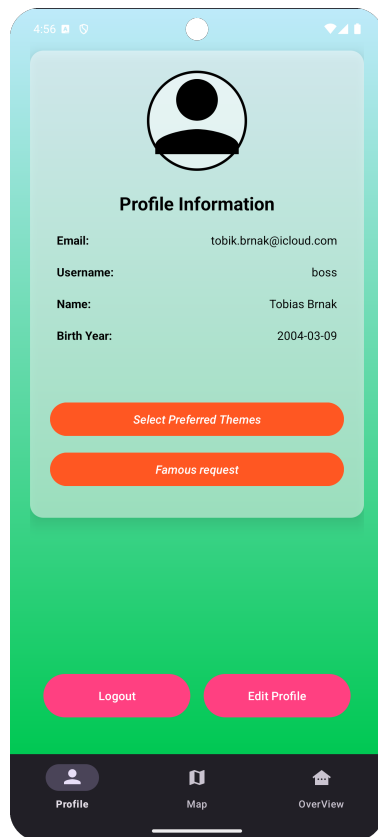 4:56
Profile Information
Email: tobik.brnak@icloud.com
Username: boss
Name: Tobias Brnak
Birth Year: 2004-03-09
Select Preferred Themes
Famous request
Logout Edit Profile
Profile Map OverView